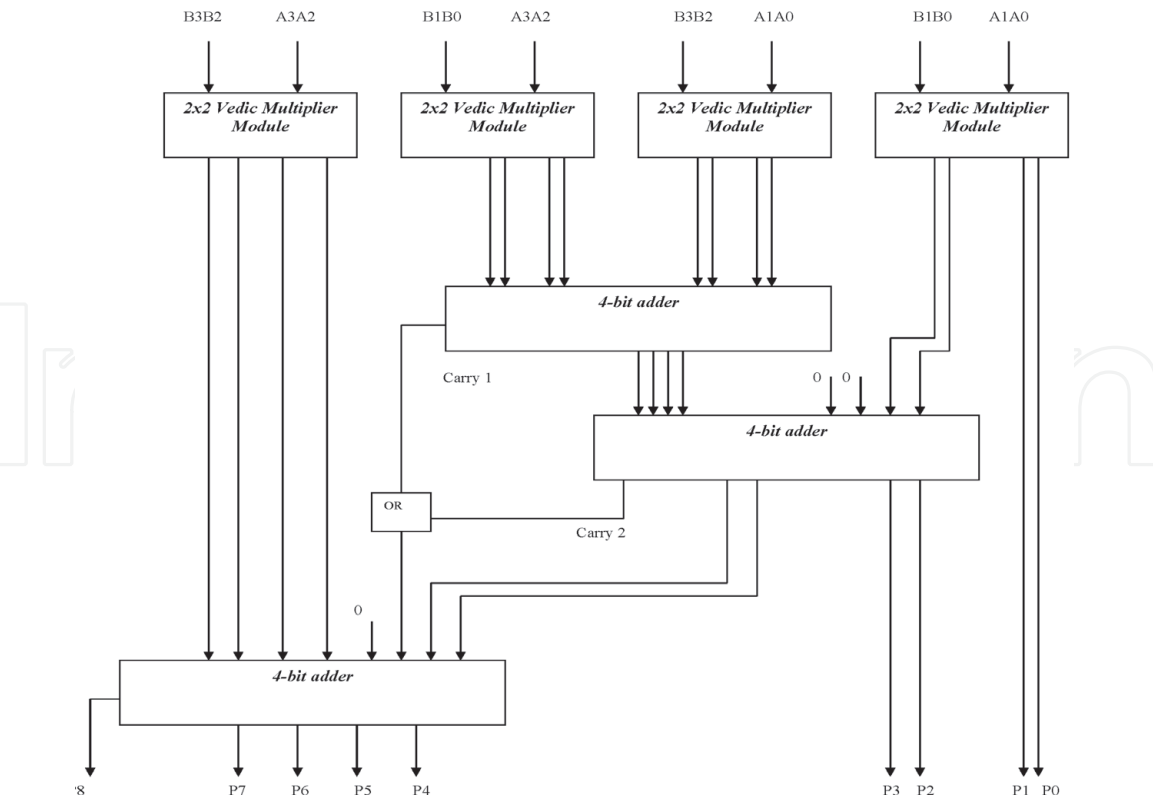 B3B2 A3A2 B1B0 A3A2 B3B2 A1A0 B1B0 A1A0
2x2 Vedic Multiplier
Module
2x2 Vedic Multiplier
Module
2x2 Vedic Multiplier
Module
2x2 Vedic Multiplier
Module
4-bit adder
Carry 1
0 0
4-bit adder
OR
Carry 2
0
4-bit adder
8 P7 P6 P5 P4 P3 P2 P1 P0